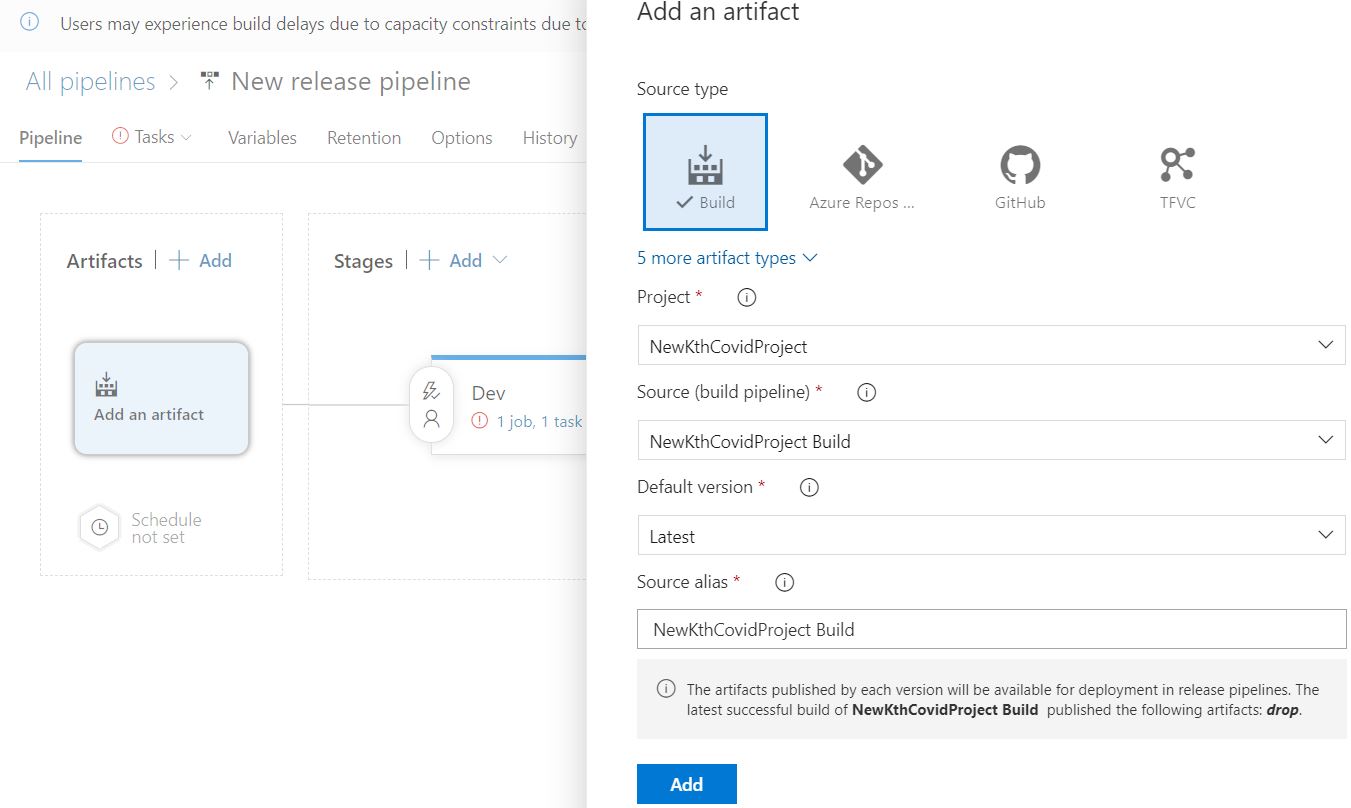 Users may experience build delays due to capacity constraints due
All pipelines > New release pipeline
Pipeline Tasks Variables Retention Options History
Artifacts | + Add
Stages | + Add
Add an artifact
Schedule
not set
Dev
1 job, 1 task
Add an artifact
Source type
Build
Azure Repos ...
GitHub
TFVC
5 more artifact types
Project *
NewKthCovidProject
Source (build pipeline) *
NewKthCovidProject Build
Default version *
Latest
Source alias *
NewKthCovidProject Build
The artifacts published by each version will be available for deployment in release pipelines. The
latest successful build of NewKthCovidProject Build published the following artifacts: drop.
Add